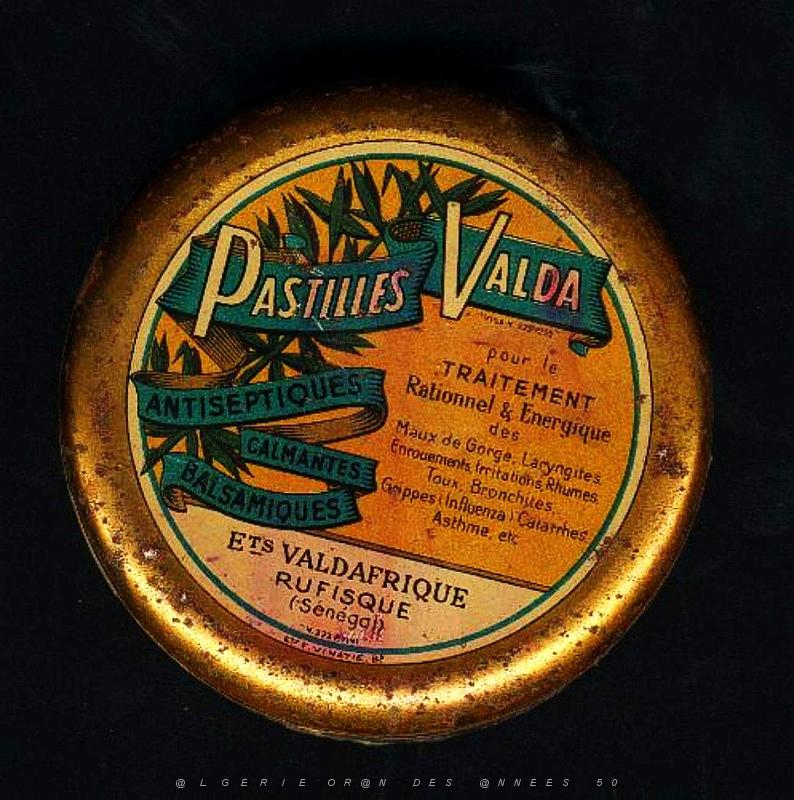 PASTILLES VALDA
ANTISEPTIQUES
CALMANTES
BALSAMIQUES
pour le
TRAITEMENT
Rationnel & Energique
des
Maux de Gorge, Laryngites,
Enrouements, Irritations, Rhumes,
Toux, Bronchites,
Grippes (Influenza) Catarrhes,
Asthme, etc
ETS VALDAFRIQUE
RUFISQUE
(Sénégal)
@LGERIE OR@N DES @NNEES 50